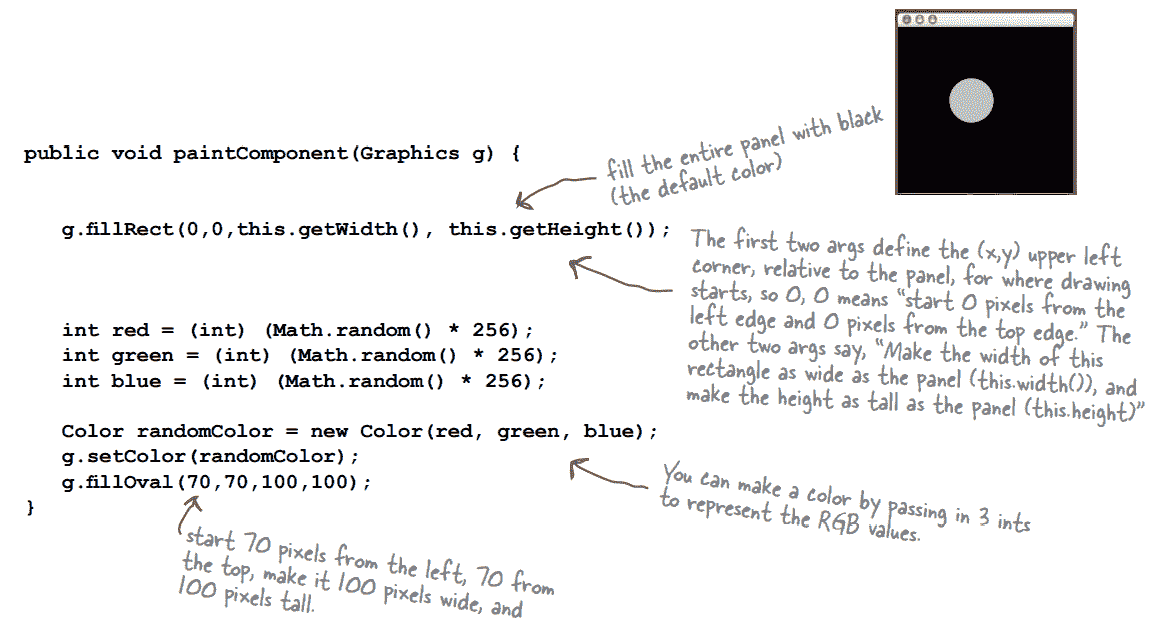 public void paintComponent(Graphics g) {
fill the entire panel with black
(the default color)
g.fillRect(0,0,this.getWidth(), this.getHeight());
The first two args define the (x,y) upper left
corner, relative to the panel, for where drawing
starts, so 0, 0 means “start 0 pixels from the
left edge and 0 pixels from the top edge.” The
other two args say, “Make the width of this
rectangle as wide as the panel (this.width()), and
make the height as tall as the panel (this.height)”
int red = (int) (Math.random() * 256);
int green = (int) (Math.random() * 256);
int blue = (int) (Math.random() * 256);
Color randomColor = new Color(red, green, blue);
g.setColor(randomColor);
g.fillOval(70,70,100,100);
}
You can make a color by passing in 3 ints
to represent the RGB values.
start 70 pixels from the left, 70 from
the top, make it 100 pixels wide, and
100 pixels tall.